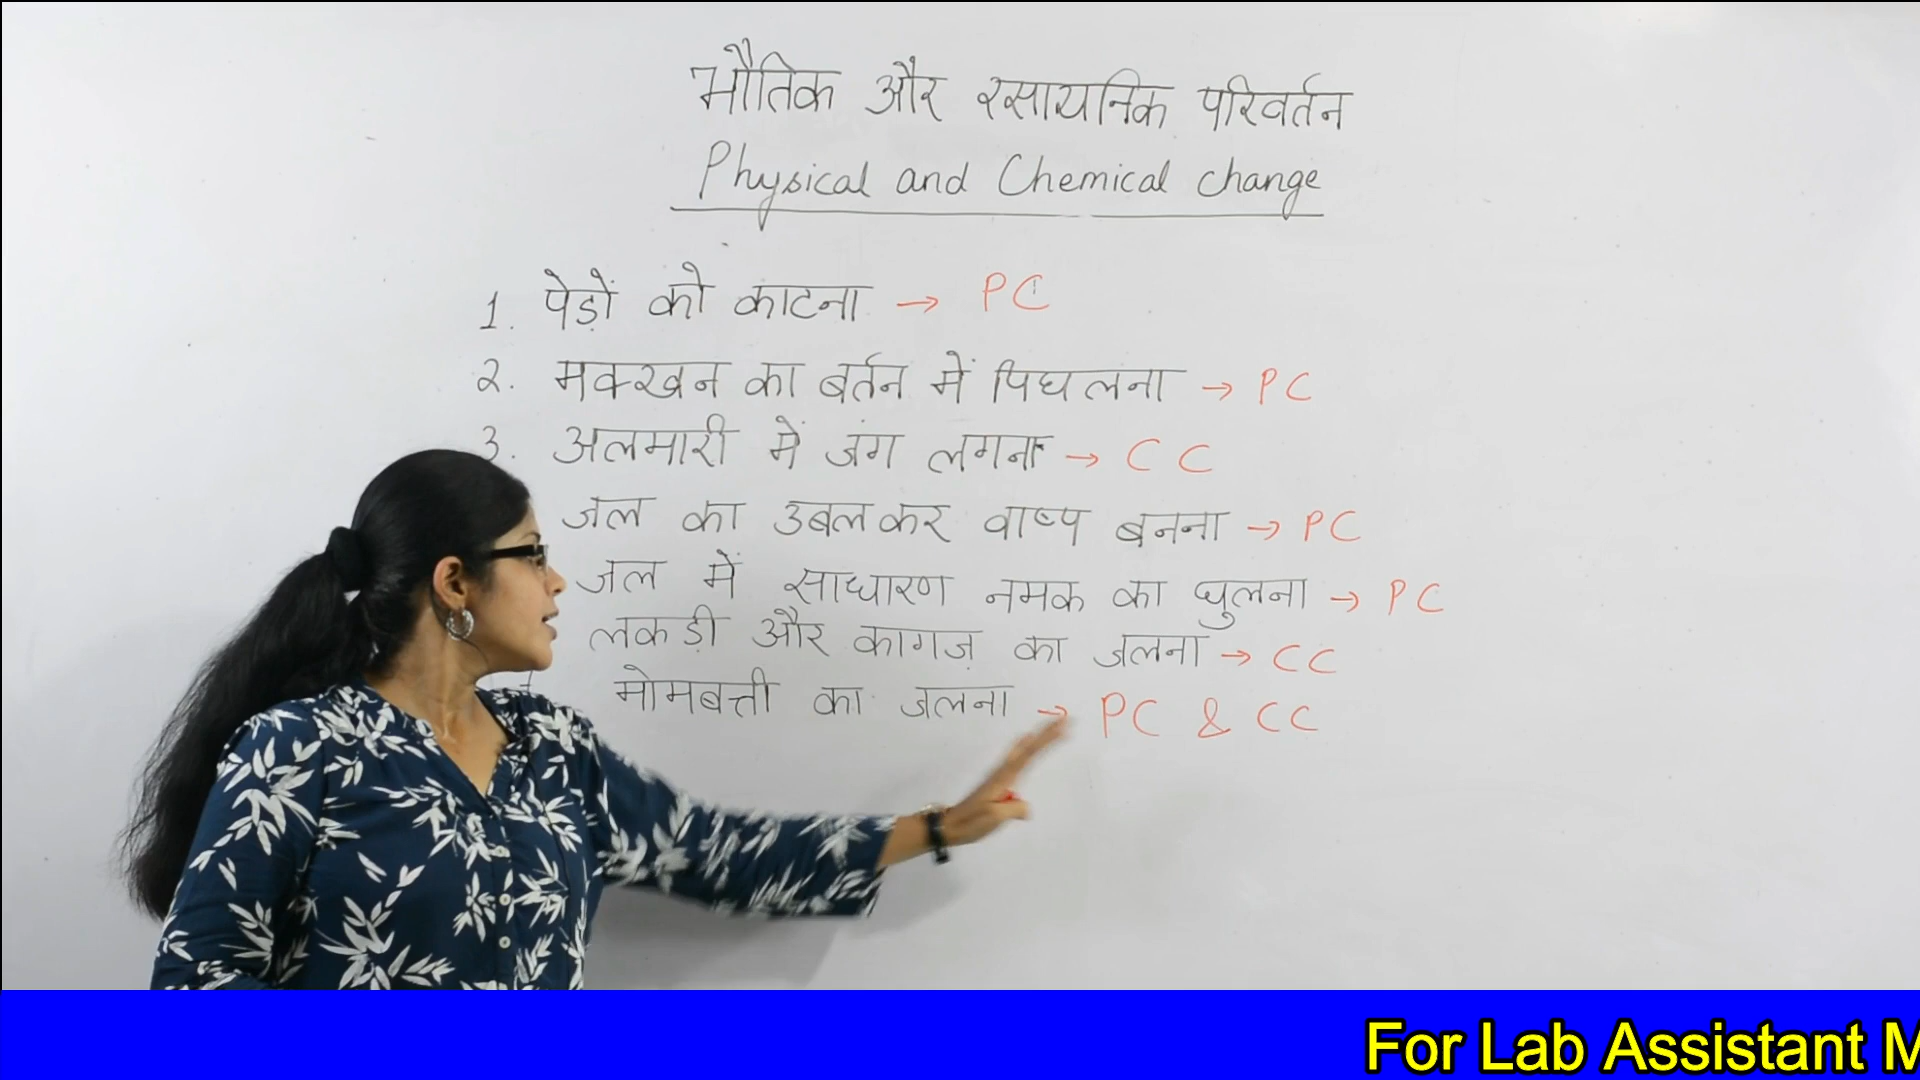 भौतिक और रसायनिक परिवर्तन
Physical and Chemical change
1. पेड़ों को काटना → PC
२. मक्खन का बर्तन में पिघलना → PC
3. अलमारी में जंग लगना → CC
जल का उबलकर वाष्प बनना → PC
जल में साधारण नमक का घुलना → PC
लकड़ी और कागज़ का जलना → CC
मोमबत्ती का जलना → PC & CC
For Lab Assistant M